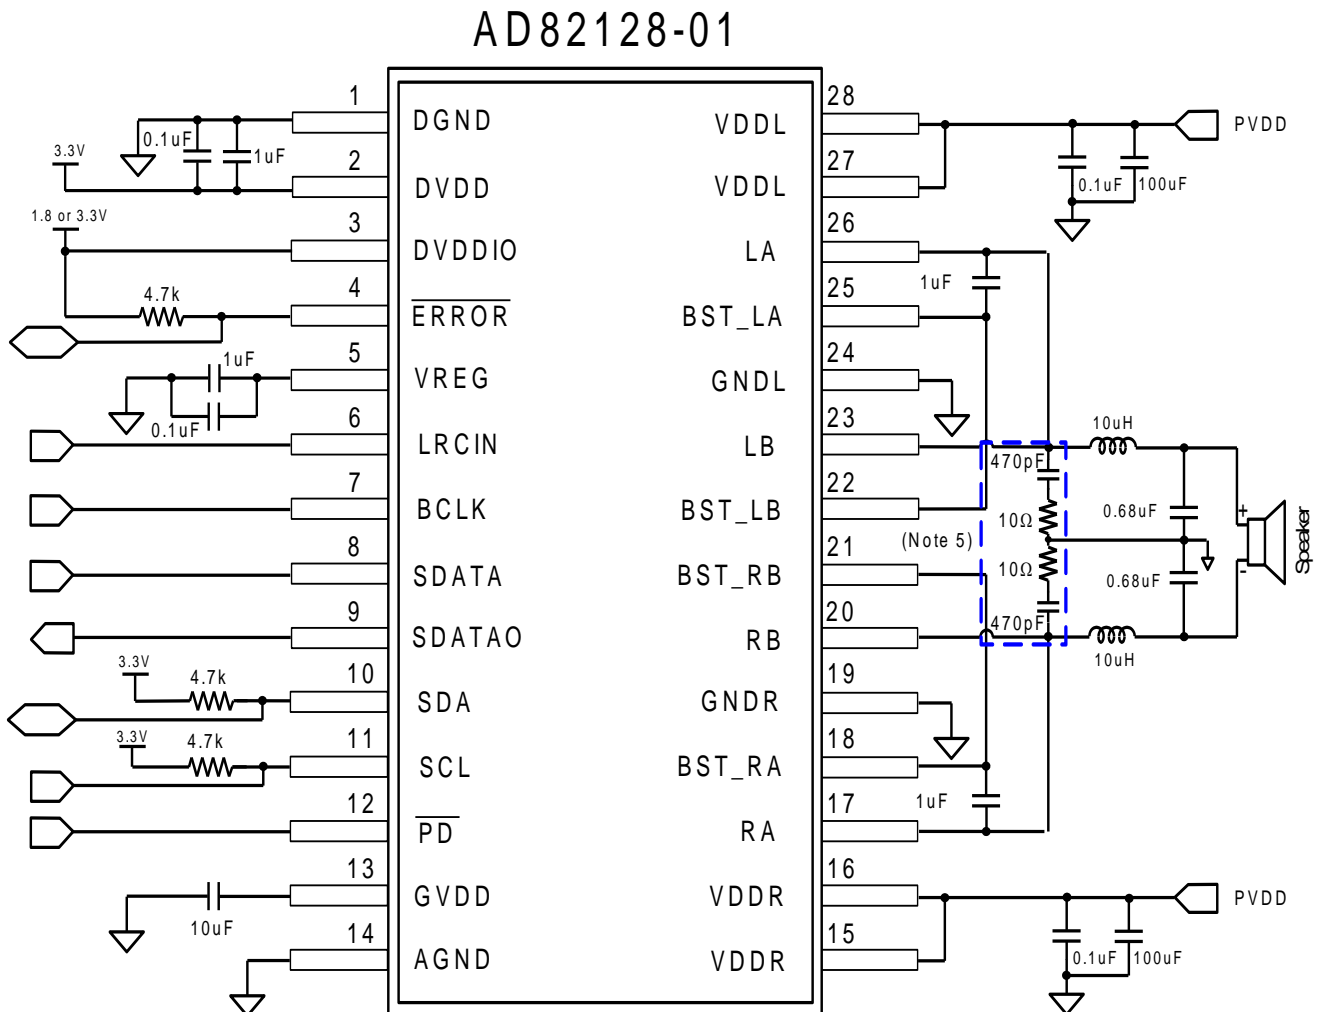 AD82128-01
1
DGND
0.1uF
1uF
3.3V
2
DVDD
1.8 or 3.3V
3
DVDDIO
4.7k
4
ERROR
1uF
5
VREG
0.1uF
6
LRCIN
7
BCLK
8
SDATA
9
SDATAO
3.3V
4.7k
10
SDA
3.3V
4.7k
11
SCL
12
PD
13
GVDD
10uF
14
AGND
28
VDDL
PVDD
27
VDDL
0.1uF
100uF
26
LA
1uF
25
BST_LA
24
GNDL
23
LB
10uH
470pF
22
BST_LB
10Ω
0.68uF
+
(Note 5)
Speaker
21
BST_RB
10Ω
0.68uF
-
20
RB
470pF
10uH
19
GNDR
18
BST_RA
1uF
17
RA
16
VDDR
PVDD
15
VDDR
0.1uF
100uF